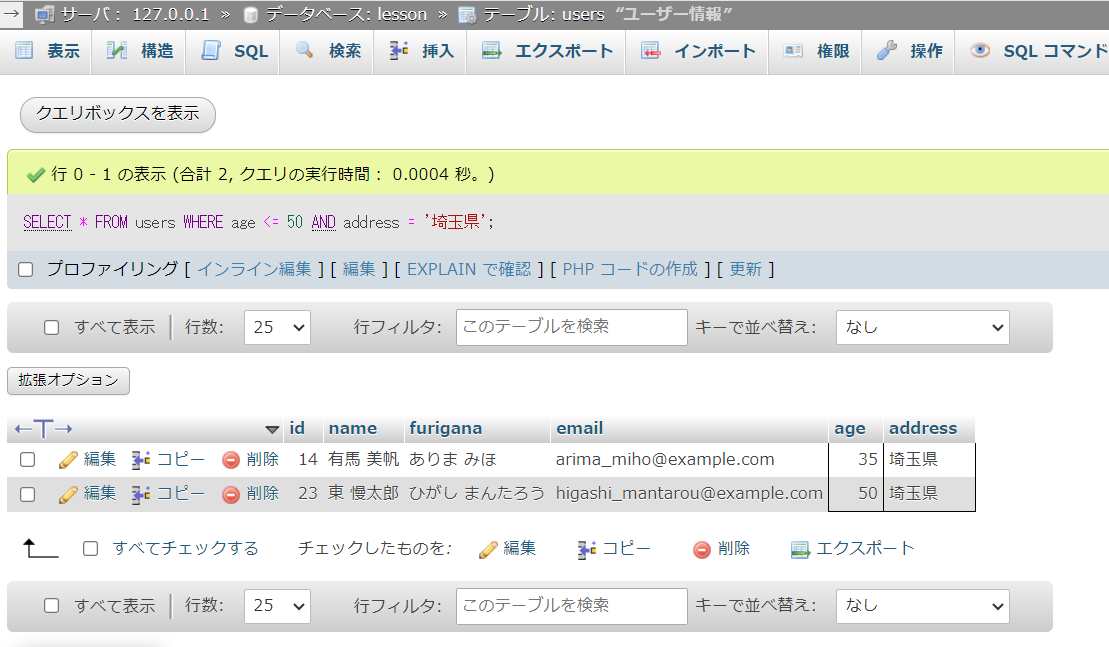 サーバ : 127.0.0.1 » データベース: lesson » テーブル: users “ユーザー情報”
表示 構造 SQL 検索 挿入 エクスポート インポート 権限 操作 SQL コマンド
クエリボックスを表示
行 0 - 1 の表示 (合計 2, クエリの実行時間 : 0.0004 秒。)
SELECT * FROM users WHERE age <= 50 AND address = '埼玉県';
プロファイリング [ インライン編集 ] [ 編集 ] [ EXPLAIN で確認 ] [ PHP コードの作成 ] [ 更新 ]
すべて表示 行数: 25 行フィルタ: このテーブルを検索 キーで並べ替え: なし
拡張オプション
←T→ id name furigana email age address
編集 コピー 削除 14 有馬 美帆 ありま みほ arima_miho@example.com 35 埼玉県
編集 コピー 削除 23 東 慢太郎 ひがし まんたろう higashi_mantarou@example.com 50 埼玉県
すべてチェックする チェックしたものを: 編集 コピー 削除 エクスポート
すべて表示 行数: 25 行フィルタ: このテーブルを検索 キーで並べ替え: なし